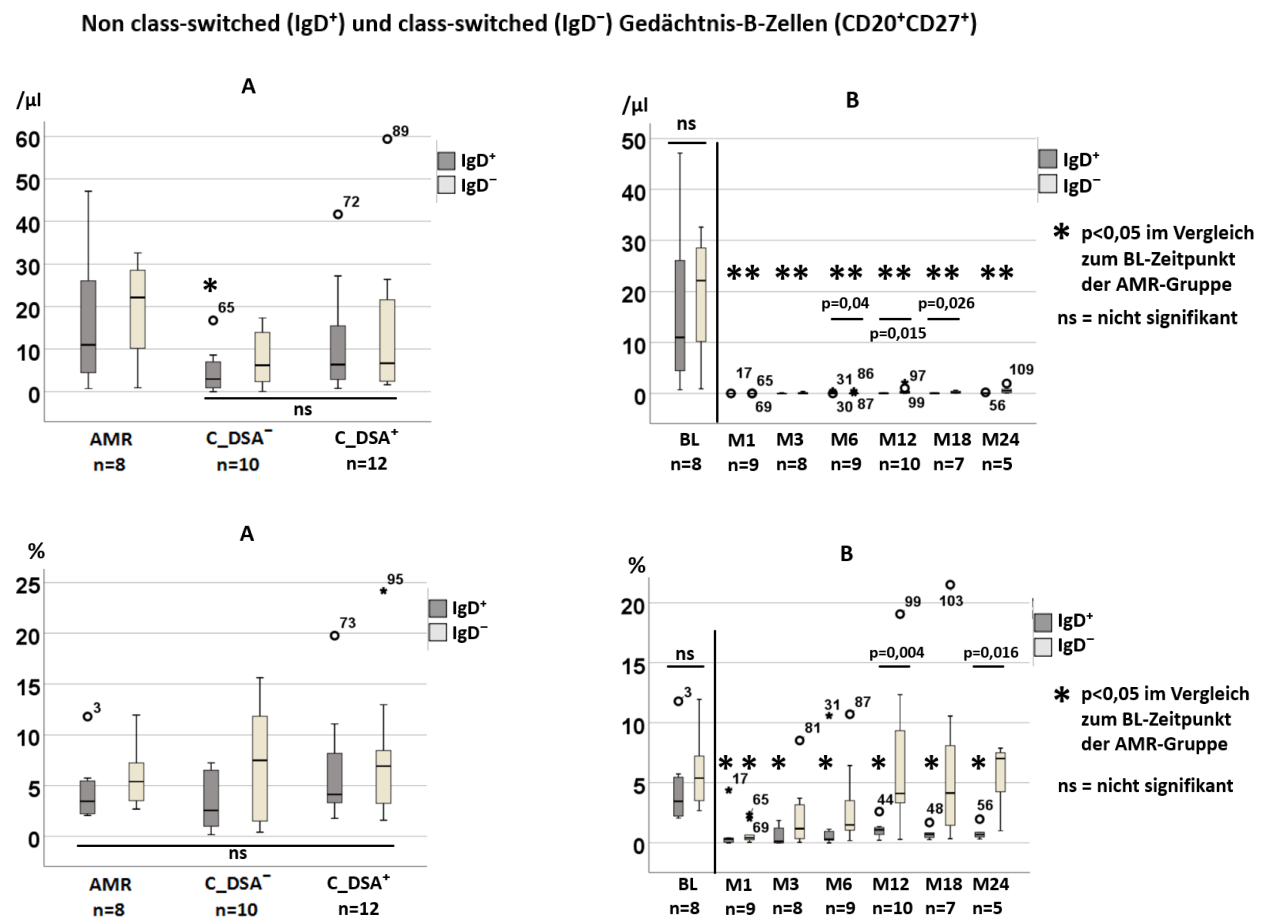 Non class-switched (IgD⁺) und class-switched (IgD⁻) Gedächtnis-B-Zellen (CD20⁺CD27⁺)
A
/µl
60
50
40
30
20
10
0
89
72
65
*
IgD⁺
IgD⁻
ns
AMR C_DSA⁻ C_DSA⁺
n=8 n=10 n=12
B
/µl
50
40
30
20
10
0
ns
IgD⁺
IgD⁻
** ** ** ** ** **
p=0,04 p=0,026
p=0,015
17 65 31 86 97 109
69 30 87 99 56
BL M1 M3 M6 M12 M18 M24
n=8 n=9 n=8 n=9 n=10 n=7 n=5
* p<0,05 im Vergleich
zum BL-Zeitpunkt
der AMR-Gruppe
ns = nicht signifikant
A
%
25
20
15
10
5
0
95
73
3
IgD⁺
IgD⁻
ns
AMR C_DSA⁻ C_DSA⁺
n=8 n=10 n=12
B
%
20
15
10
5
0
99 103
p=0,004 p=0,016
ns
3 31 87
81
* * * * * * *
17 65 44 48 56
69
IgD⁺
IgD⁻
BL M1 M3 M6 M12 M18 M24
n=8 n=9 n=8 n=9 n=10 n=7 n=5
* p<0,05 im Vergleich
zum BL-Zeitpunkt
der AMR-Gruppe
ns = nicht signifikant